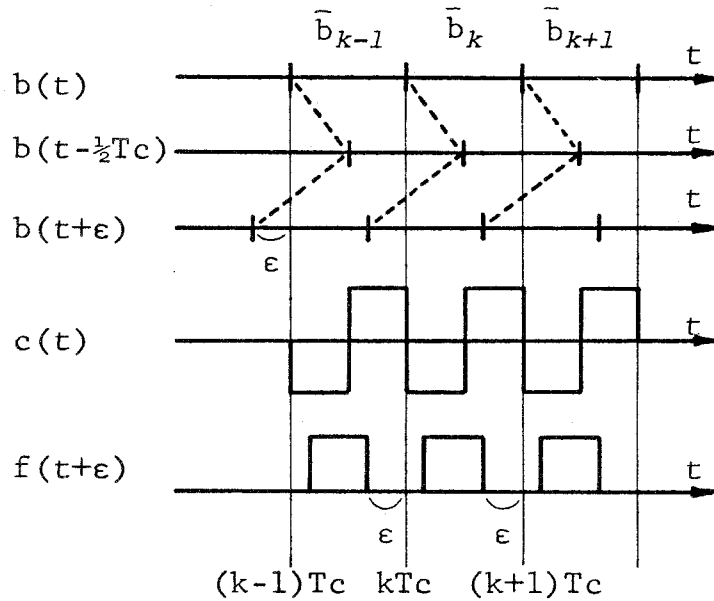 b̄k-1 b̄k b̄k+1
b(t) t
b(t-½Tc) t
b(t+ε) t
ε
c(t) t
f(t+ε) t
ε ε
(k-1)Tc kTc (k+1)Tc